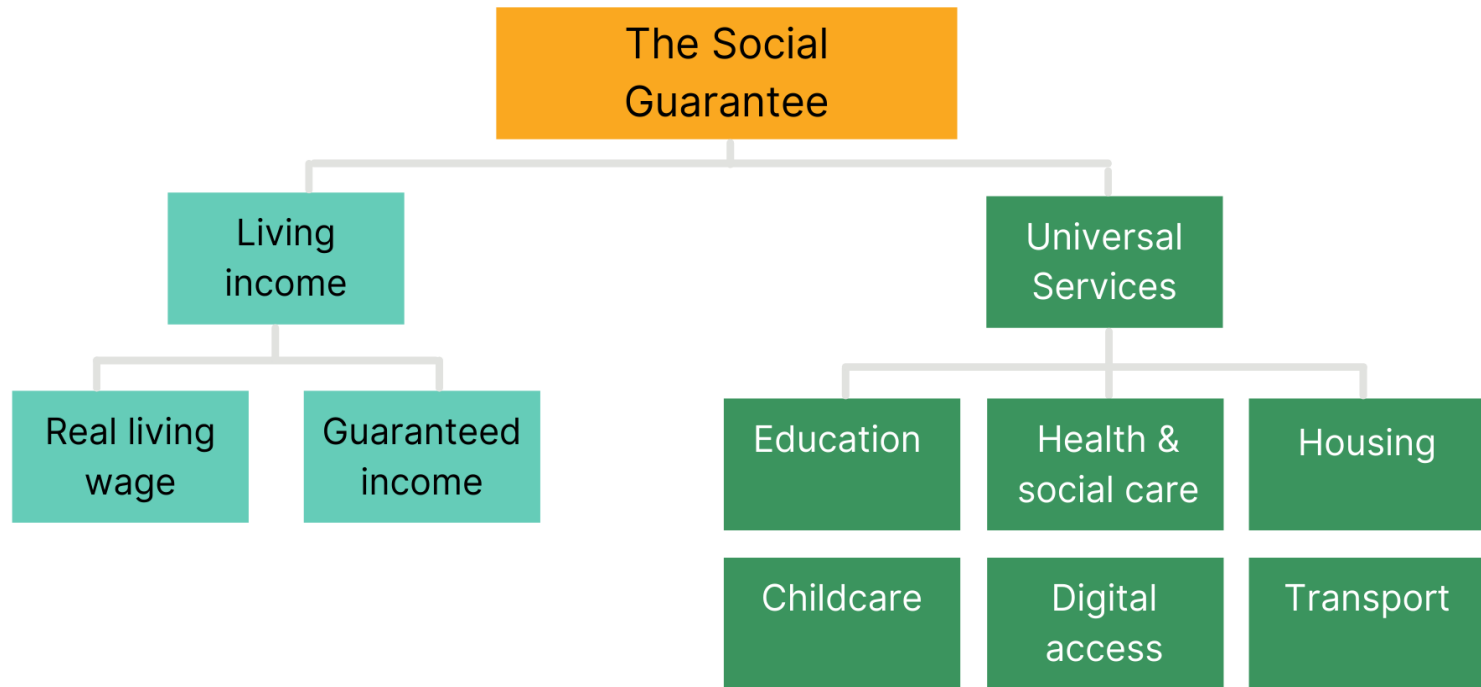 The Social
Guarantee
Living
income
Universal
Services
Real living
wage
Guaranteed
income
Education
Health &
social care
Housing
Childcare
Digital
access
Transport